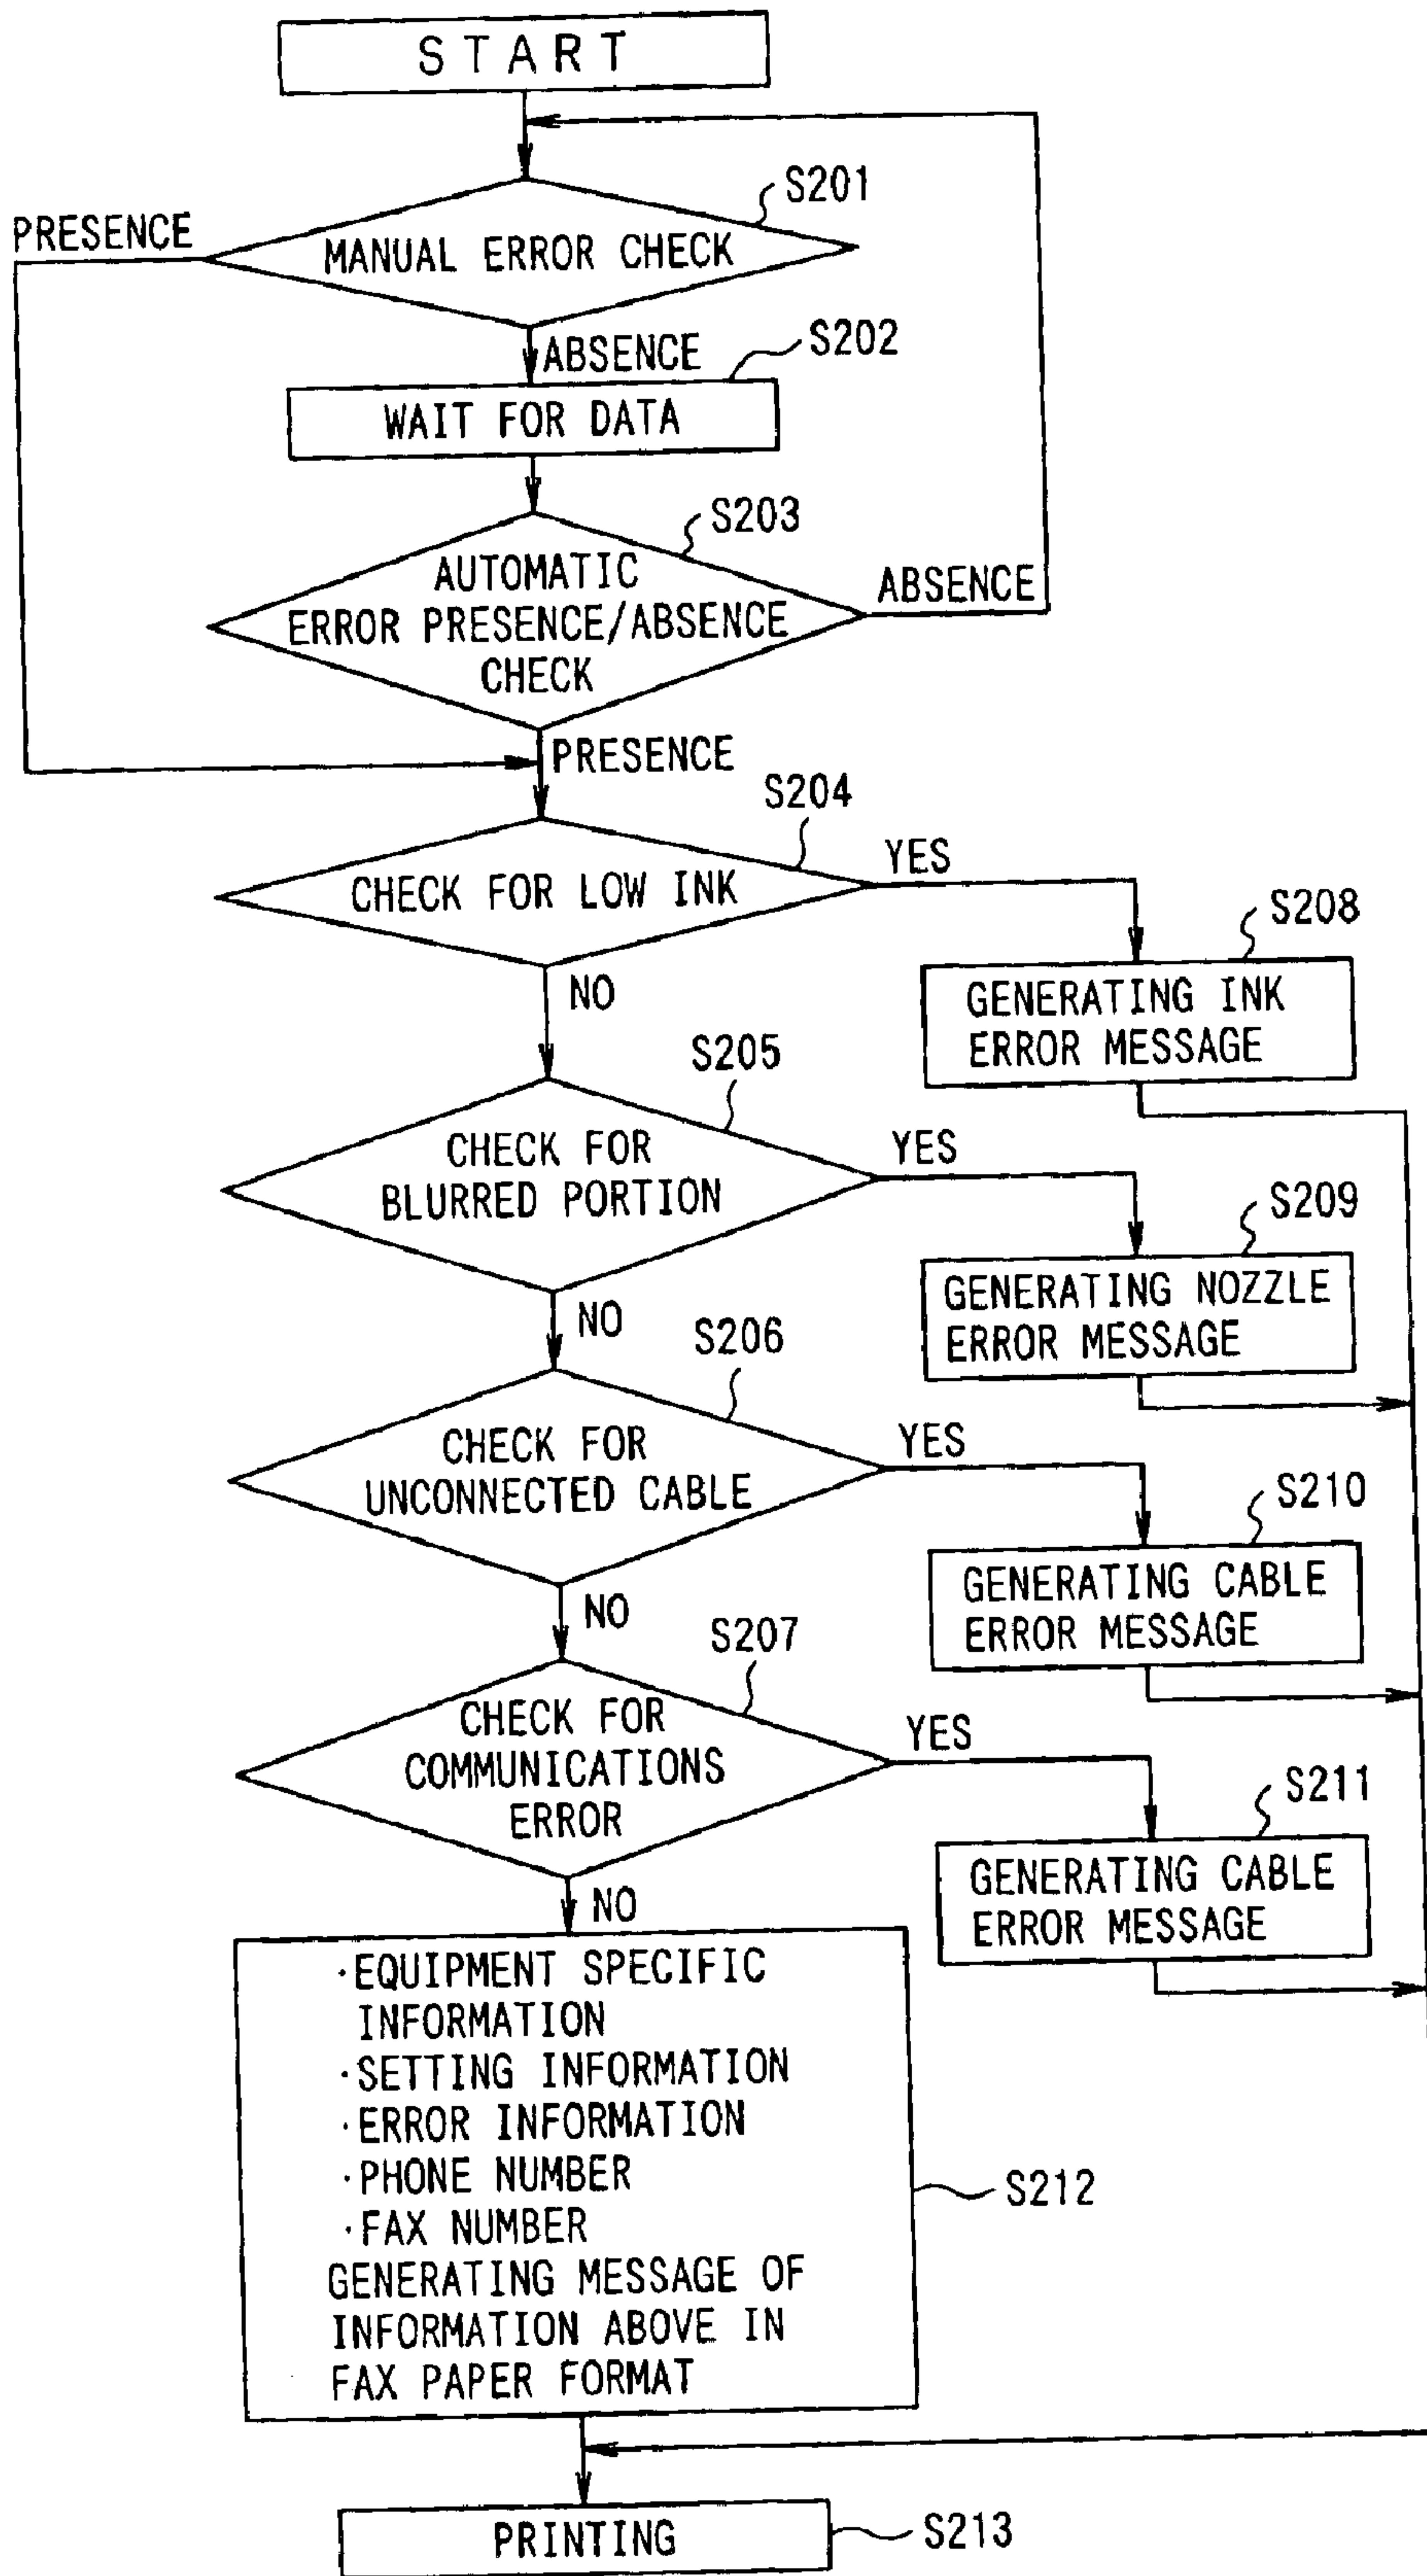 START
S201
PRESENCE
MANUAL ERROR CHECK
ABSENCE
S202
WAIT FOR DATA
S203
AUTOMATIC
ERROR PRESENCE/ABSENCE
CHECK
ABSENCE
PRESENCE
S204
CHECK FOR LOW INK
YES
S208
GENERATING INK
ERROR MESSAGE
NO
S205
CHECK FOR
BLURRED PORTION
YES
S209
GENERATING NOZZLE
ERROR MESSAGE
NO
S206
CHECK FOR
UNCONNECTED CABLE
YES
S210
GENERATING CABLE
ERROR MESSAGE
NO
S207
CHECK FOR
COMMUNICATIONS
ERROR
YES
S211
GENERATING CABLE
ERROR MESSAGE
NO
·EQUIPMENT SPECIFIC
INFORMATION
·SETTING INFORMATION
·ERROR INFORMATION
·PHONE NUMBER
·FAX NUMBER
GENERATING MESSAGE OF
INFORMATION ABOVE IN
FAX PAPER FORMAT
S212
PRINTING
S213